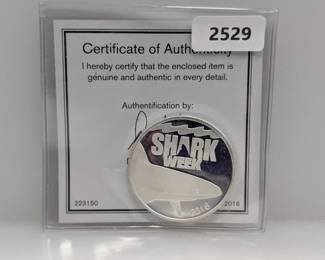 2529
Certificate of Authenticity
I hereby certify that the enclosed item is
genuine and authentic in every detail.
Authentification by:
SHARK
WEEK
2016
223150
2016